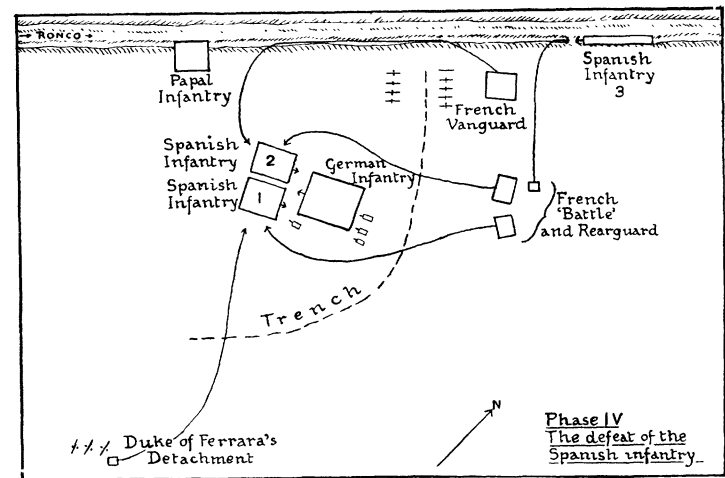 RONCO
Papal
Infantry
Spanish
Infantry
3
French
Vanguard
Spanish
Infantry
2
German
Infantry
Spanish
Infantry
1
French
'Battle'
and Rearguard
Trench
N
Duke of Ferrara's
Detachment
Phase IV
The defeat of the
Spanish infantry